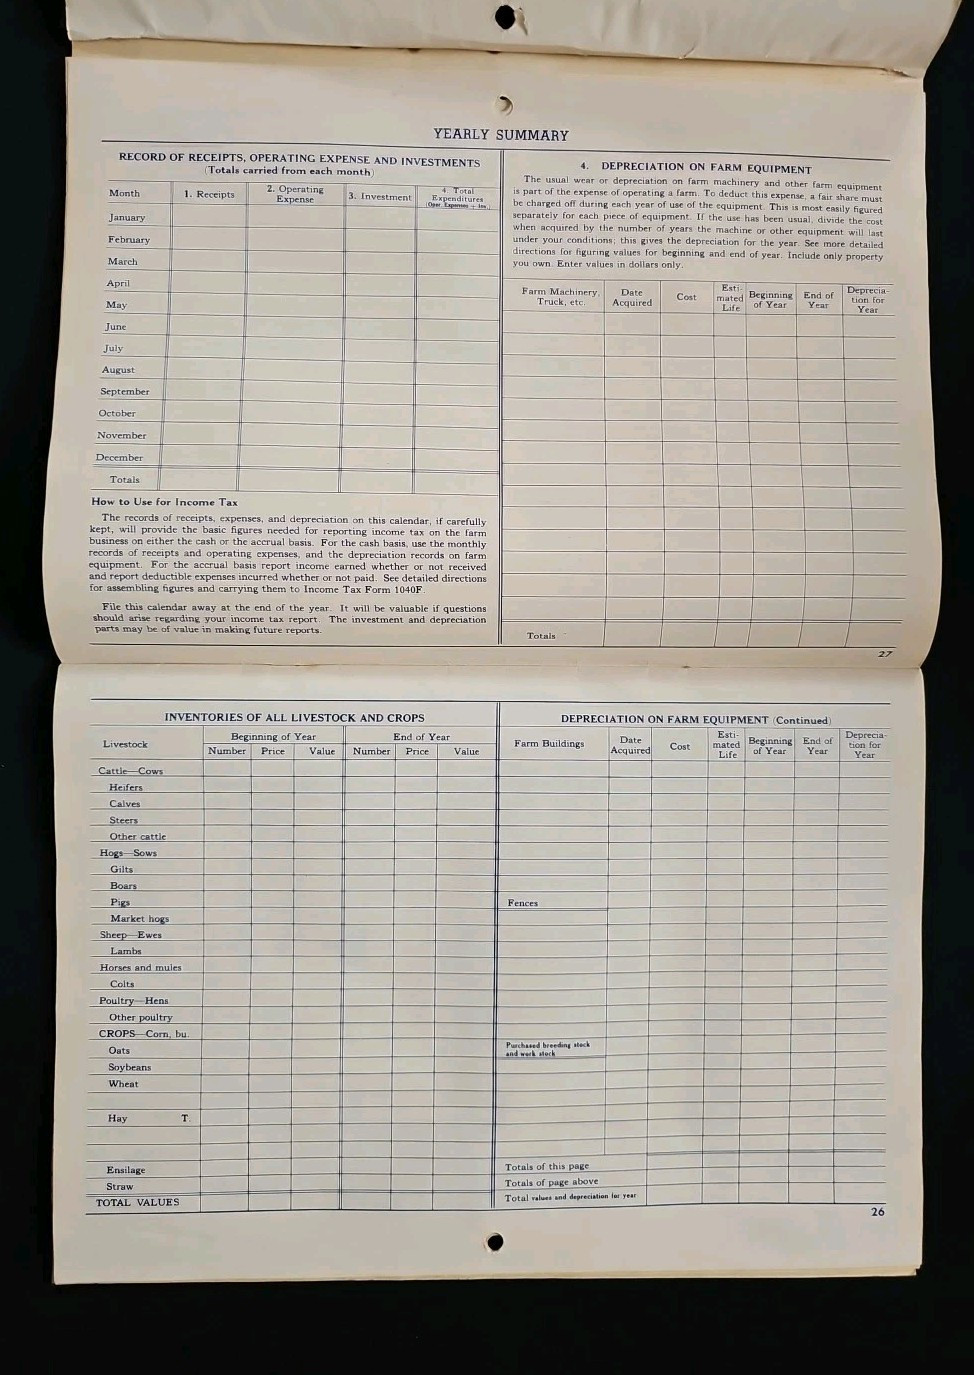 YEARLY SUMMARY
RECORD OF RECEIPTS, OPERATING EXPENSE AND INVESTMENTS
(Totals carried from each month)
Month 1. Receipts 2. Operating Expense 3. Investment 4. Total Expenditures (Oper. Expenses + Inv.)
January
February
March
April
May
June
July
August
September
October
November
December
Totals
How to Use for Income Tax
The records of receipts, expenses, and depreciation on this calendar, if carefully
kept, will provide the basic figures needed for reporting income tax on the farm
business on either the cash or the accrual basis. For the cash basis, use the monthly
records of receipts and operating expenses, and the depreciation records on farm
equipment. For the accrual basis report income earned whether or not received
and report deductible expenses incurred whether or not paid. See detailed directions
for assembling figures and carrying them to Income Tax Form 1040F.
File this calendar away at the end of the year. It will be valuable if questions
should arise regarding your income tax report. The investment and depreciation
parts may be of value in making future reports.
4. DEPRECIATION ON FARM EQUIPMENT
The usual wear or depreciation on farm machinery and other farm equipment
is part of the expense of operating a farm. To deduct this expense, a fair share must
be charged off during each year of use of the equipment. This is most easily figured
separately for each piece of equipment. If the use has been usual, divide the cost
when acquired by the number of years the machine or other equipment will last
under your conditions; this gives the depreciation for the year. See more detailed
directions for figuring values for beginning and end of year. Include only property
you own. Enter values in dollars only.
Farm Machinery, Truck, etc. Date Acquired Cost Esti-mated Life Beginning of Year End of Year Deprecia-tion for Year
Totals
27
INVENTORIES OF ALL LIVESTOCK AND CROPS
Livestock Beginning of Year End of Year
Number Price Value Number Price Value
Cattle—Cows
Heifers
Calves
Steers
Other cattle
Hogs—Sows
Gilts
Boars
Pigs
Market hogs
Sheep—Ewes
Lambs
Horses and mules
Colts
Poultry—Hens
Other poultry
CROPS—Corn, bu.
Oats
Soybeans
Wheat
Hay T.
Ensilage
Straw
TOTAL VALUES
DEPRECIATION ON FARM EQUIPMENT (Continued)
Farm Buildings Date Acquired Cost Esti-mated Life Beginning of Year End of Year Deprecia-tion for Year
Fences
Purchased breeding stock
and work stock
Totals of this page
Totals of page above
Total values and depreciation for year
26